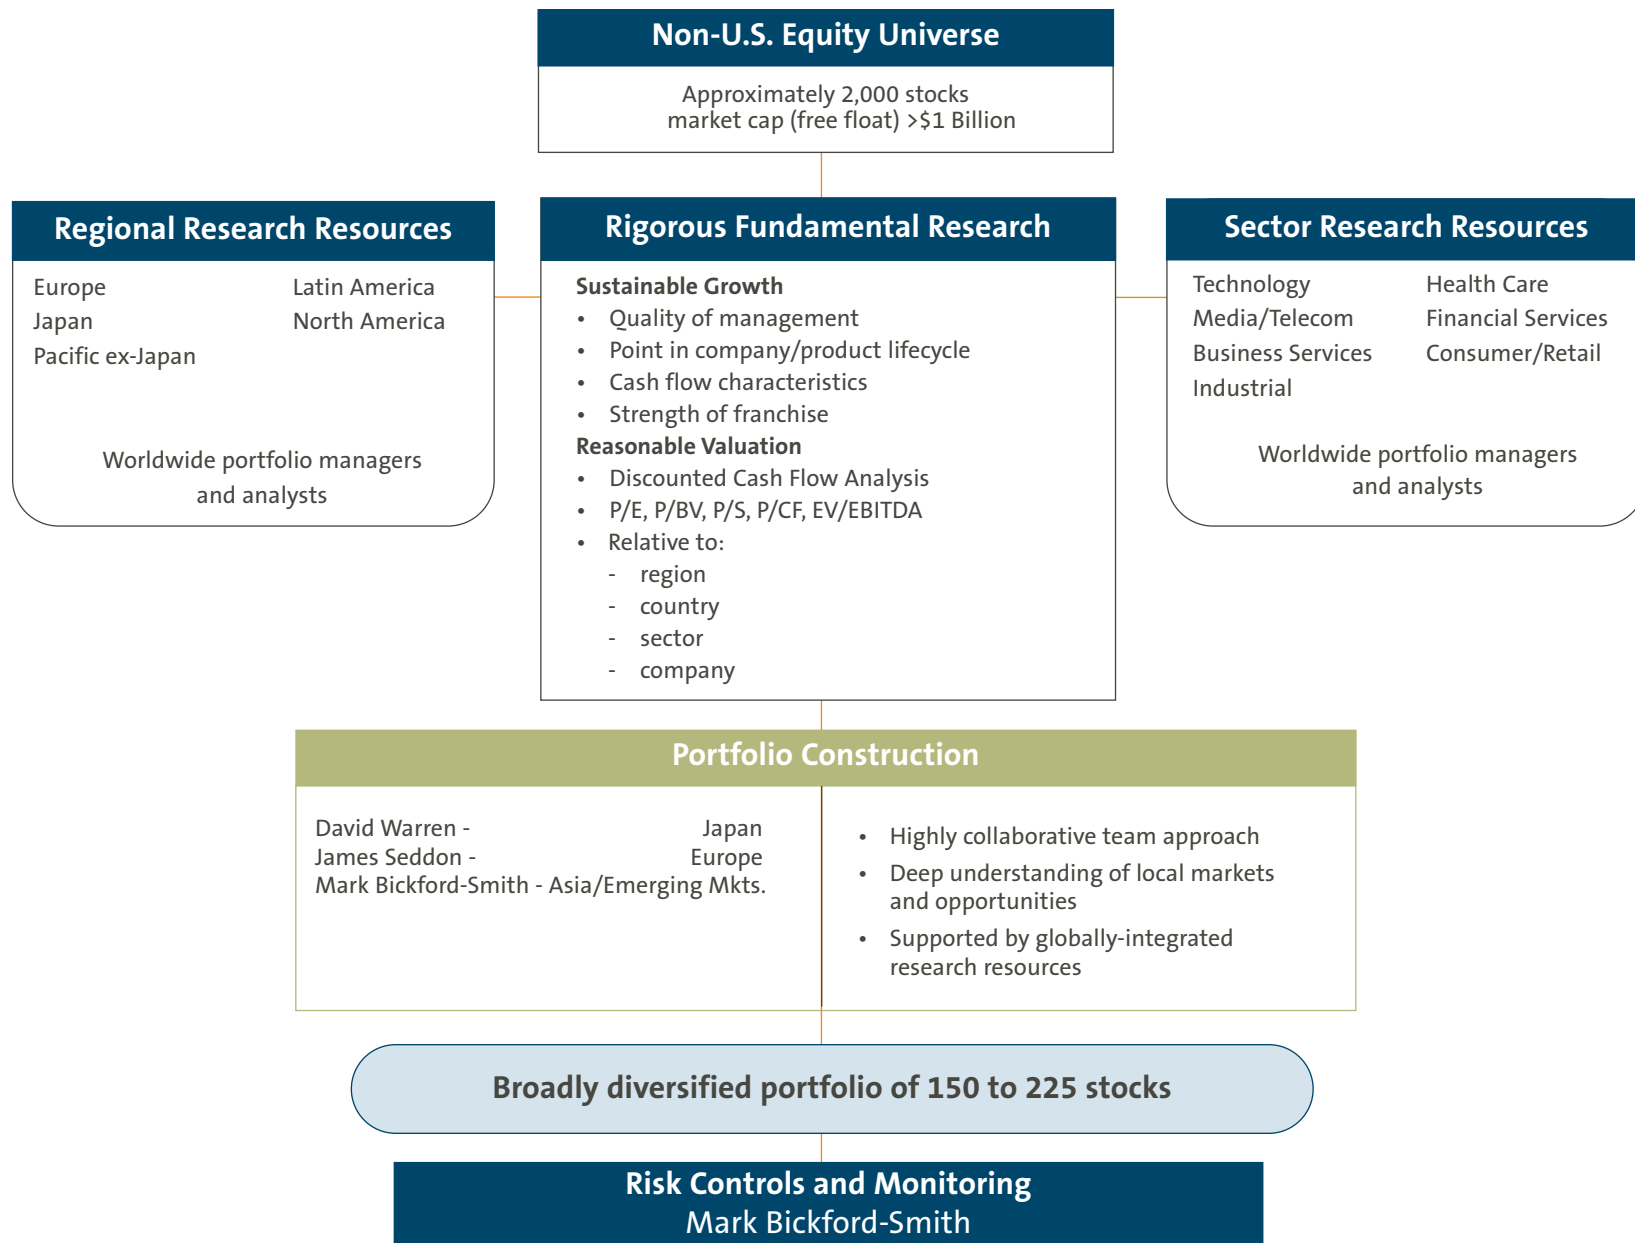 Non-U.S. Equity Universe
Approximately 2,000 stocks
market cap (free float) >$1 Billion
Regional Research Resources
Europe
Japan
Pacific ex-Japan
Latin America
North America
Worldwide portfolio managers
and analysts
Rigorous Fundamental Research
Sustainable Growth
• Quality of management
• Point in company/product lifecycle
• Cash flow characteristics
• Strength of franchise
Reasonable Valuation
• Discounted Cash Flow Analysis
• P/E, P/BV, P/S, P/CF, EV/EBITDA
• Relative to:
- region
- country
- sector
- company
Sector Research Resources
Technology
Media/Telecom
Business Services
Industrial
Health Care
Financial Services
Consumer/Retail
Worldwide portfolio managers
and analysts
Portfolio Construction
David Warren - Japan
James Seddon - Europe
Mark Bickford-Smith - Asia/Emerging Mkts.
• Highly collaborative team approach
• Deep understanding of local markets
and opportunities
• Supported by globally-integrated
research resources
Broadly diversified portfolio of 150 to 225 stocks
Risk Controls and Monitoring
Mark Bickford-Smith